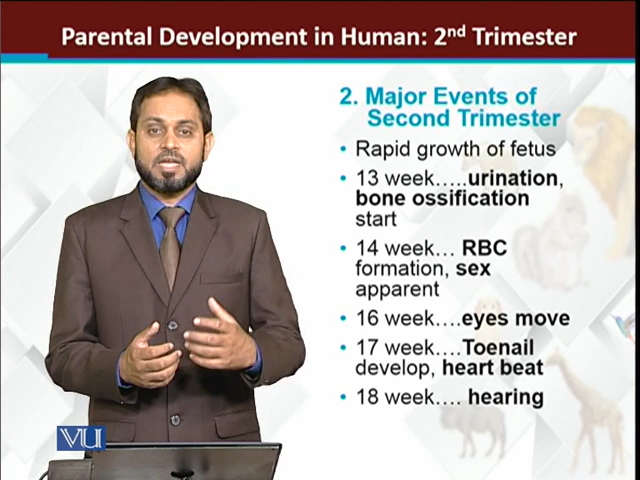 Parental Development in Human: 2nd Trimester
2. Major Events of
Second Trimester
• Rapid growth of fetus
• 13 week…..urination,
bone ossification
start
• 14 week… RBC
formation, sex
apparent
• 16 week….eyes move
• 17 week….Toenail
develop, heart beat
• 18 week…. hearing
VU